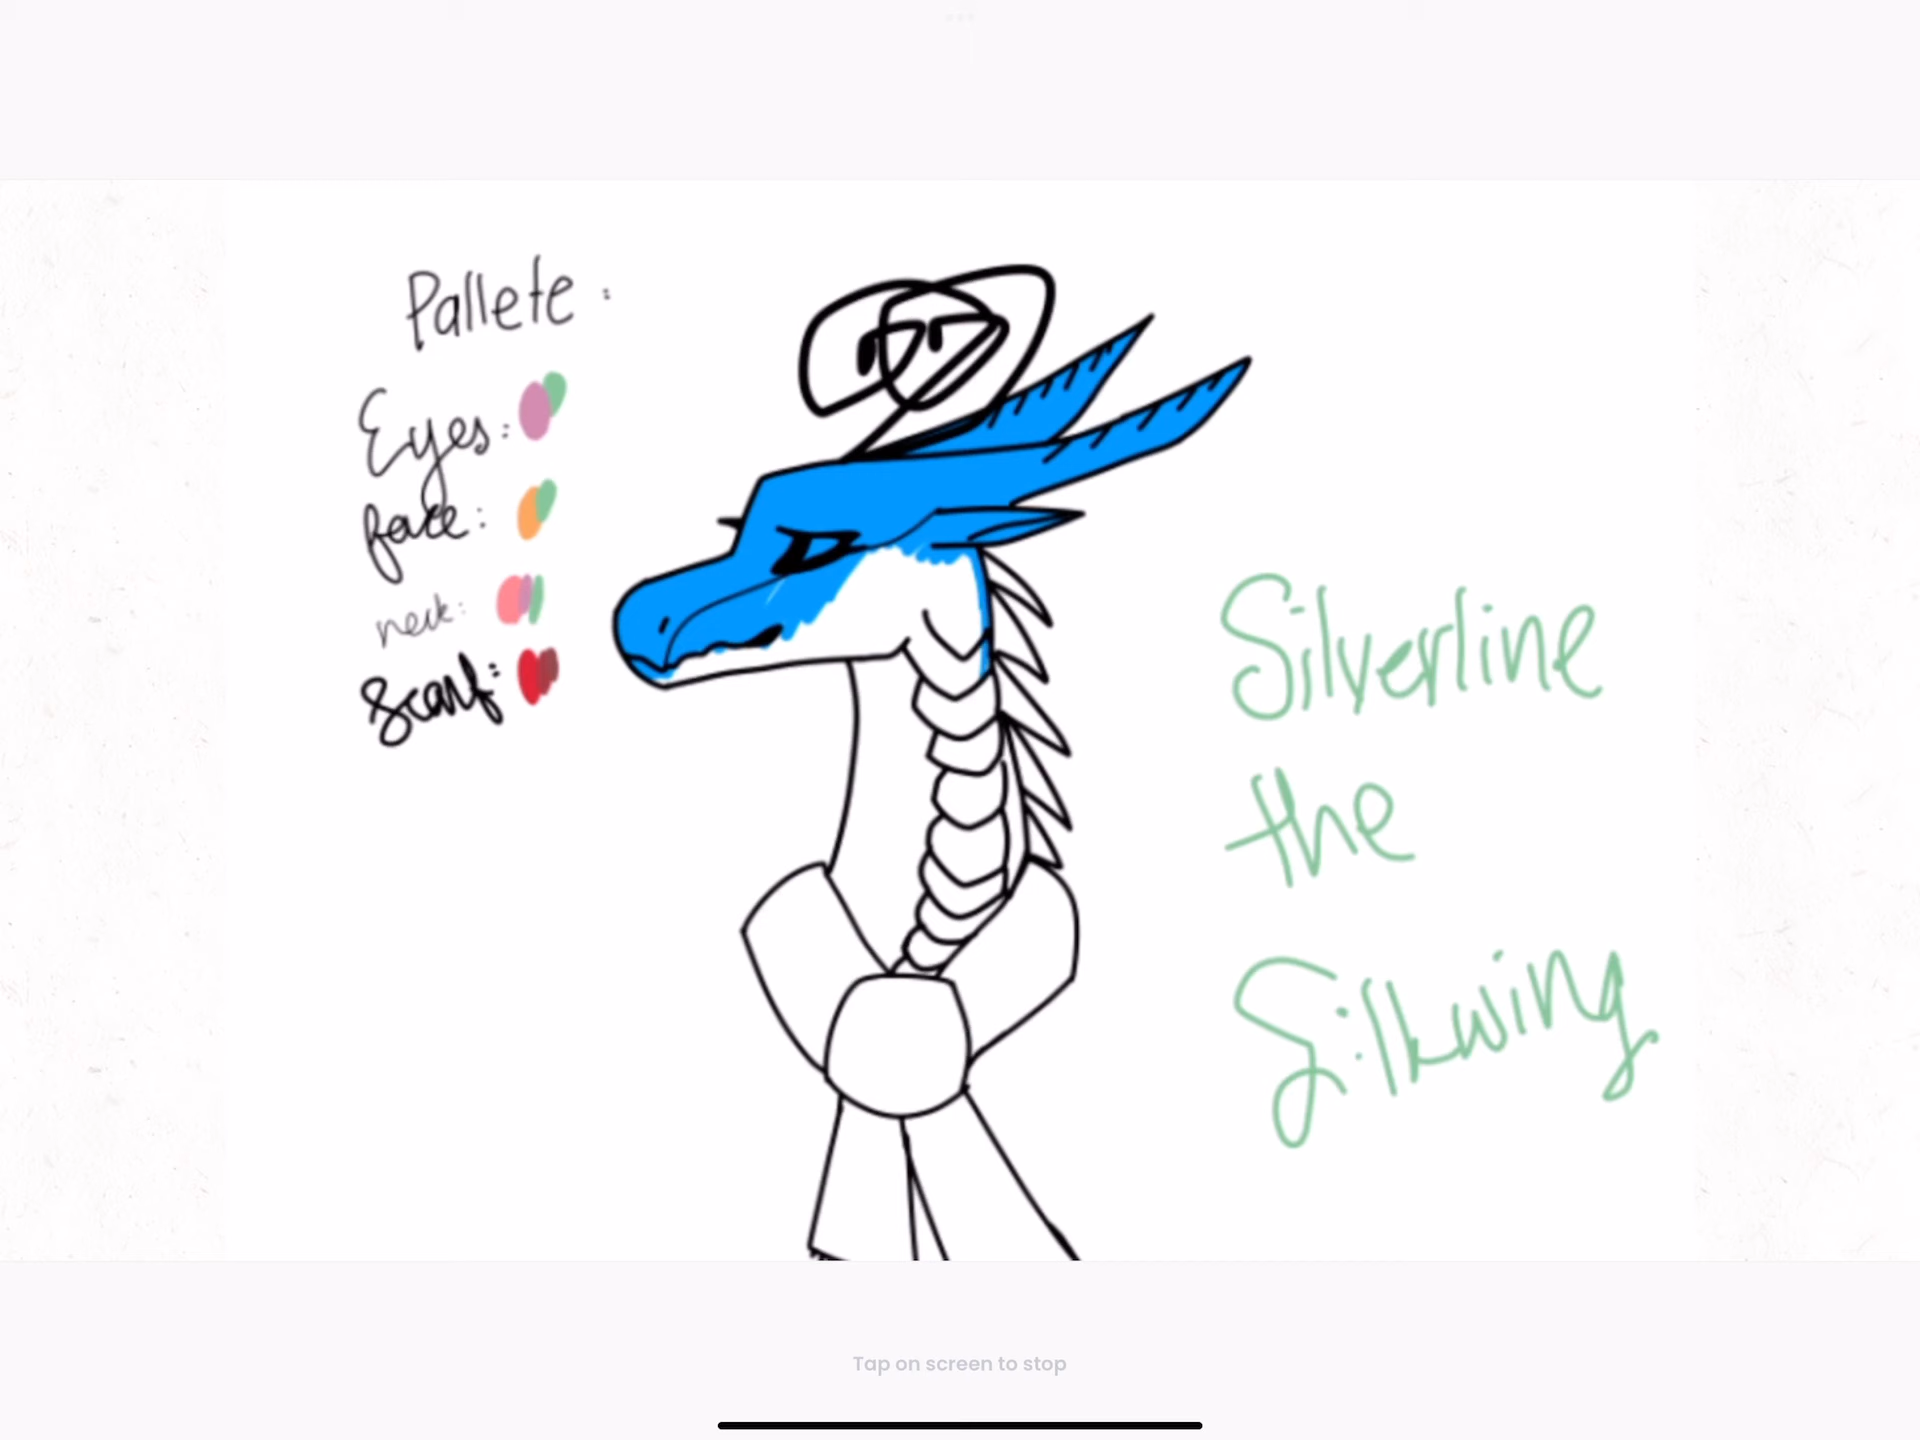 Pallete:
Eyes:
face:
neck:
Scarf:
Silverline
the
Silkwing
Tap on screen to stop